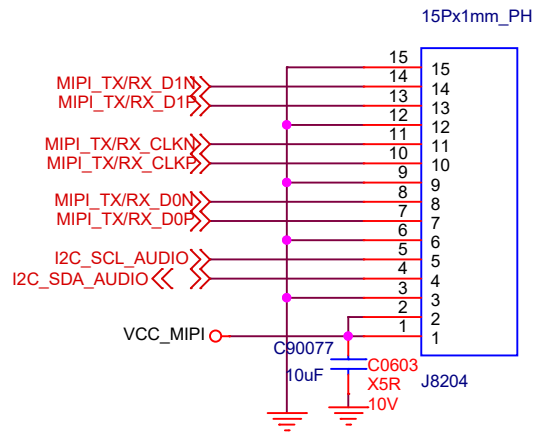 15Px1mm_PH
15 15
MIPI_TX/RX_D1N 14 14
MIPI_TX/RX_D1P 13 13
12 12
MIPI_TX/RX_CLKN 11 11
MIPI_TX/RX_CLKP 10 10
9 9
MIPI_TX/RX_D0N 8 8
MIPI_TX/RX_D0P 7 7
6 6
I2C_SCL_AUDIO 5 5
I2C_SDA_AUDIO 4 4
3 3
2 2
VCC_MIPI 1 1
C90077 C0603
10uF X5R J8204
10V